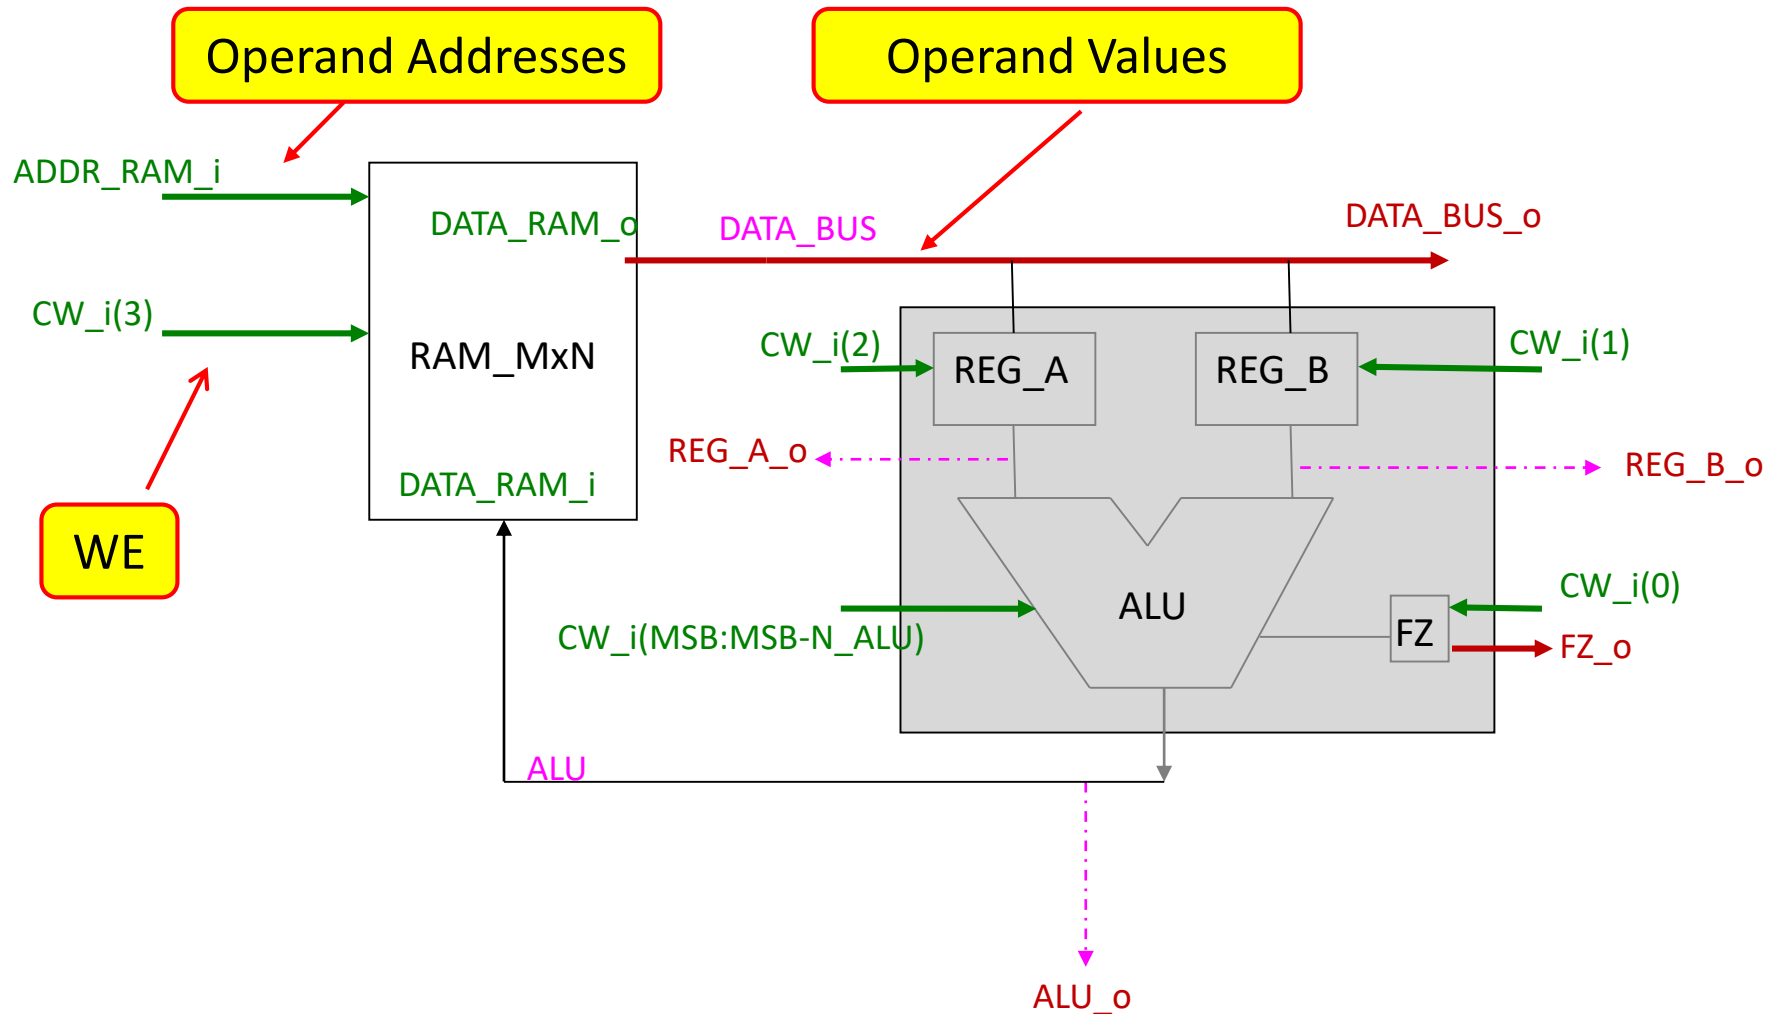 Operand Addresses
Operand Values
ADDR_RAM_i
DATA_RAM_o
DATA_BUS
DATA_BUS_o
CW_i(3)
RAM_MxN
CW_i(2)
REG_A
REG_B
CW_i(1)
REG_A_o
REG_B_o
DATA_RAM_i
WE
ALU
CW_i(0)
CW_i(MSB:MSB-N_ALU)
FZ
FZ_o
ALU
ALU_o